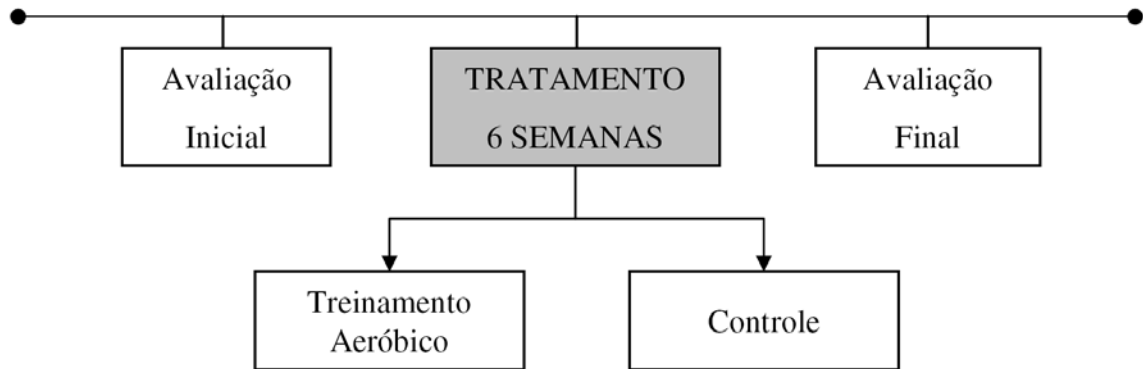 Avaliação
Inicial
TRATAMENTO
6 SEMANAS
Avaliação
Final
Treinamento
Aeróbico
Controle